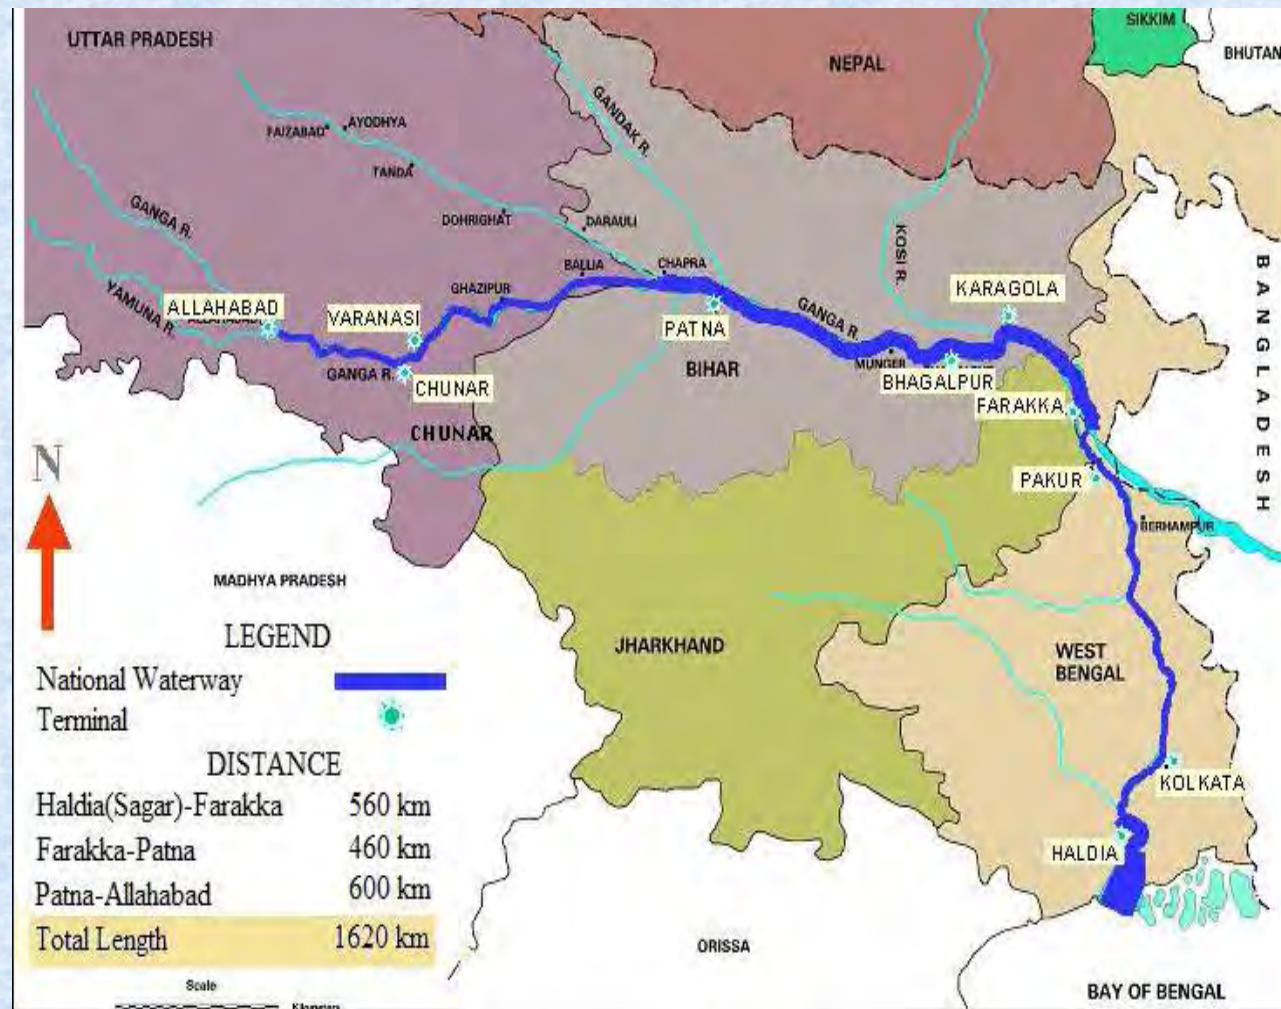 UTTAR PRADESH
NEPAL
SIKKIM
BHUTAN
FAIZABAD
AYODHYA
TANDA
DOHRIGHAT
DARAULI
GANDAK R.
GANGA R.
YAMUNA R.
ALLAHABAD
VARANASI
GHAZIPUR
BALLIA
CHAPRA
PATNA
GANGA R.
KOSI R.
KARAGOLA
GANGA R.
CHUNAR
CHUNAR
BIHAR
MUNGER
BHAGALPUR
FARAKKA
PAKUR
BERHAMPUR
BANGLADESH
N
MADHYA PRADESH
JHARKHAND
WEST
BENGAL
KOLKATA
HALDIA
ORISSA
BAY OF BENGAL
LEGEND
National Waterway
Terminal
DISTANCE
Haldia(Sagar)-Farakka 560 km
Farakka-Patna 460 km
Patna-Allahabad 600 km
Total Length 1620 km
Scale